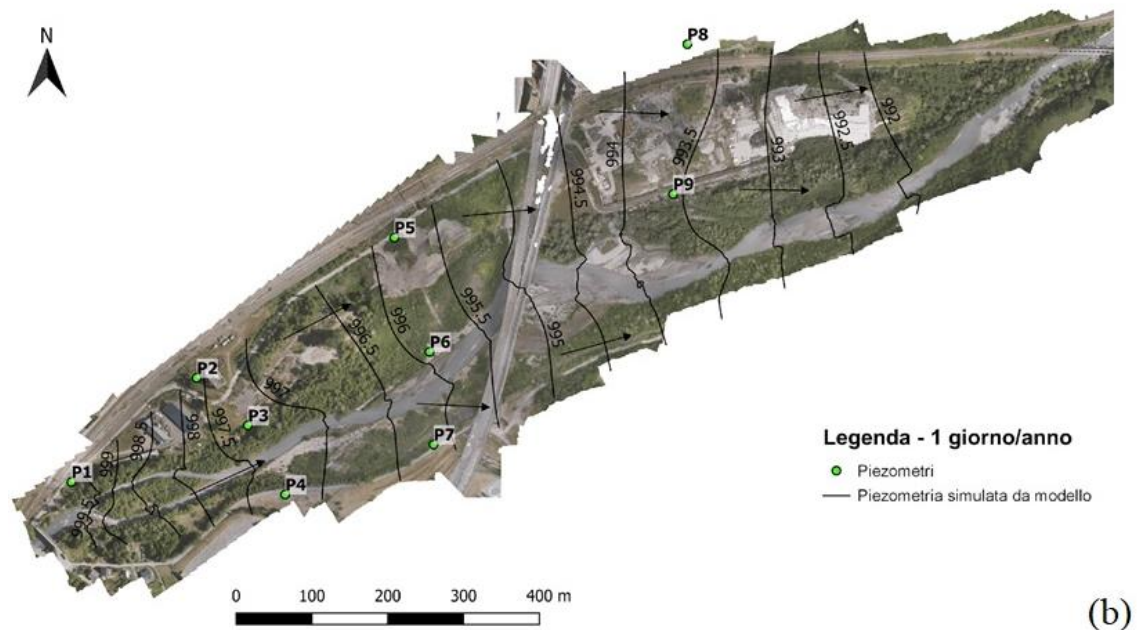 N
P8
992
992.5
993
993.5
994
994.5
P9
P5
995
995.5
996
P6
996.5
P2
997
P3
P7
997.5
998
998.5
999
P1
P4
999.5
Legenda - 1 giorno/anno
Piezometri
Piezometria simulata da modello
0 100 200 300 400 m
(b)